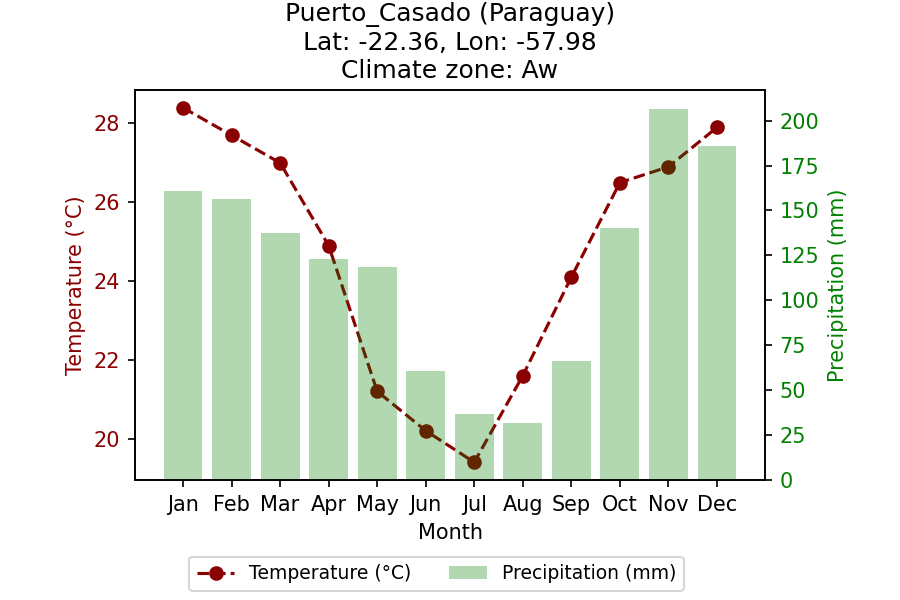 Puerto_Casado (Paraguay)
Lat: -22.36, Lon: -57.98
Climate zone: Aw
Temperature (°C)
28
26
24
22
20
200
175
150
125
100
75
50
25
0
Precipitation (mm)
Jan Feb Mar Apr May Jun Jul Aug Sep Oct Nov Dec
Month
Temperature (°C) Precipitation (mm)